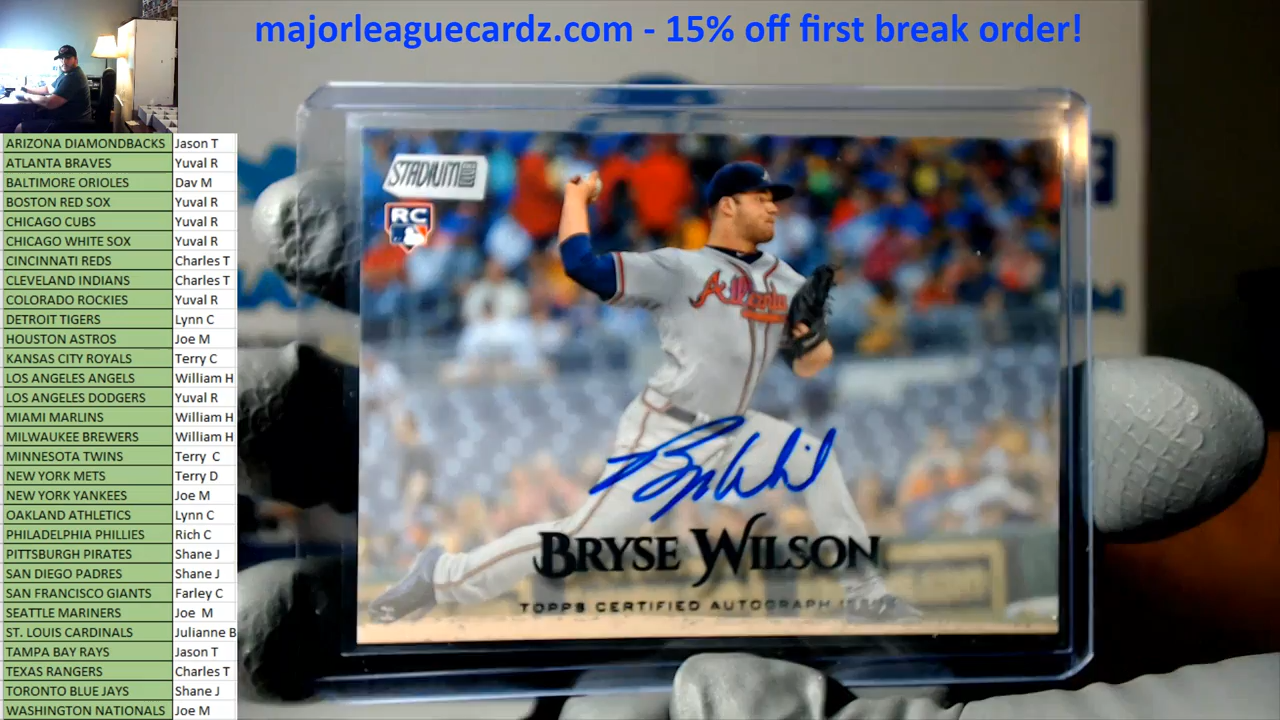 majorleaguecardz.com - 15% off first break order!
ARIZONA DIAMONDBACKS Jason T
ATLANTA BRAVES Yuval R
BALTIMORE ORIOLES Dav M
BOSTON RED SOX Yuval R
CHICAGO CUBS Yuval R
CHICAGO WHITE SOX Yuval R
CINCINNATI REDS Charles T
CLEVELAND INDIANS Charles T
COLORADO ROCKIES Yuval R
DETROIT TIGERS Lynn C
HOUSTON ASTROS Joe M
KANSAS CITY ROYALS Terry C
LOS ANGELES ANGELS William H
LOS ANGELES DODGERS Yuval R
MIAMI MARLINS William H
MILWAUKEE BREWERS William H
MINNESOTA TWINS Terry C
NEW YORK METS Terry D
NEW YORK YANKEES Joe M
OAKLAND ATHLETICS Lynn C
PHILADELPHIA PHILLIES Rich C
PITTSBURGH PIRATES Shane J
SAN DIEGO PADRES Shane J
SAN FRANCISCO GIANTS Farley C
SEATTLE MARINERS Joe M
ST. LOUIS CARDINALS Julianne B
TAMPA BAY RAYS Jason T
TEXAS RANGERS Charles T
TORONTO BLUE JAYS Shane J
WASHINGTON NATIONALS Joe M
STADIUM
RC
Atlanta
BRYSE WILSON
TOPPS CERTIFIED AUTOGRAPH ISSUE